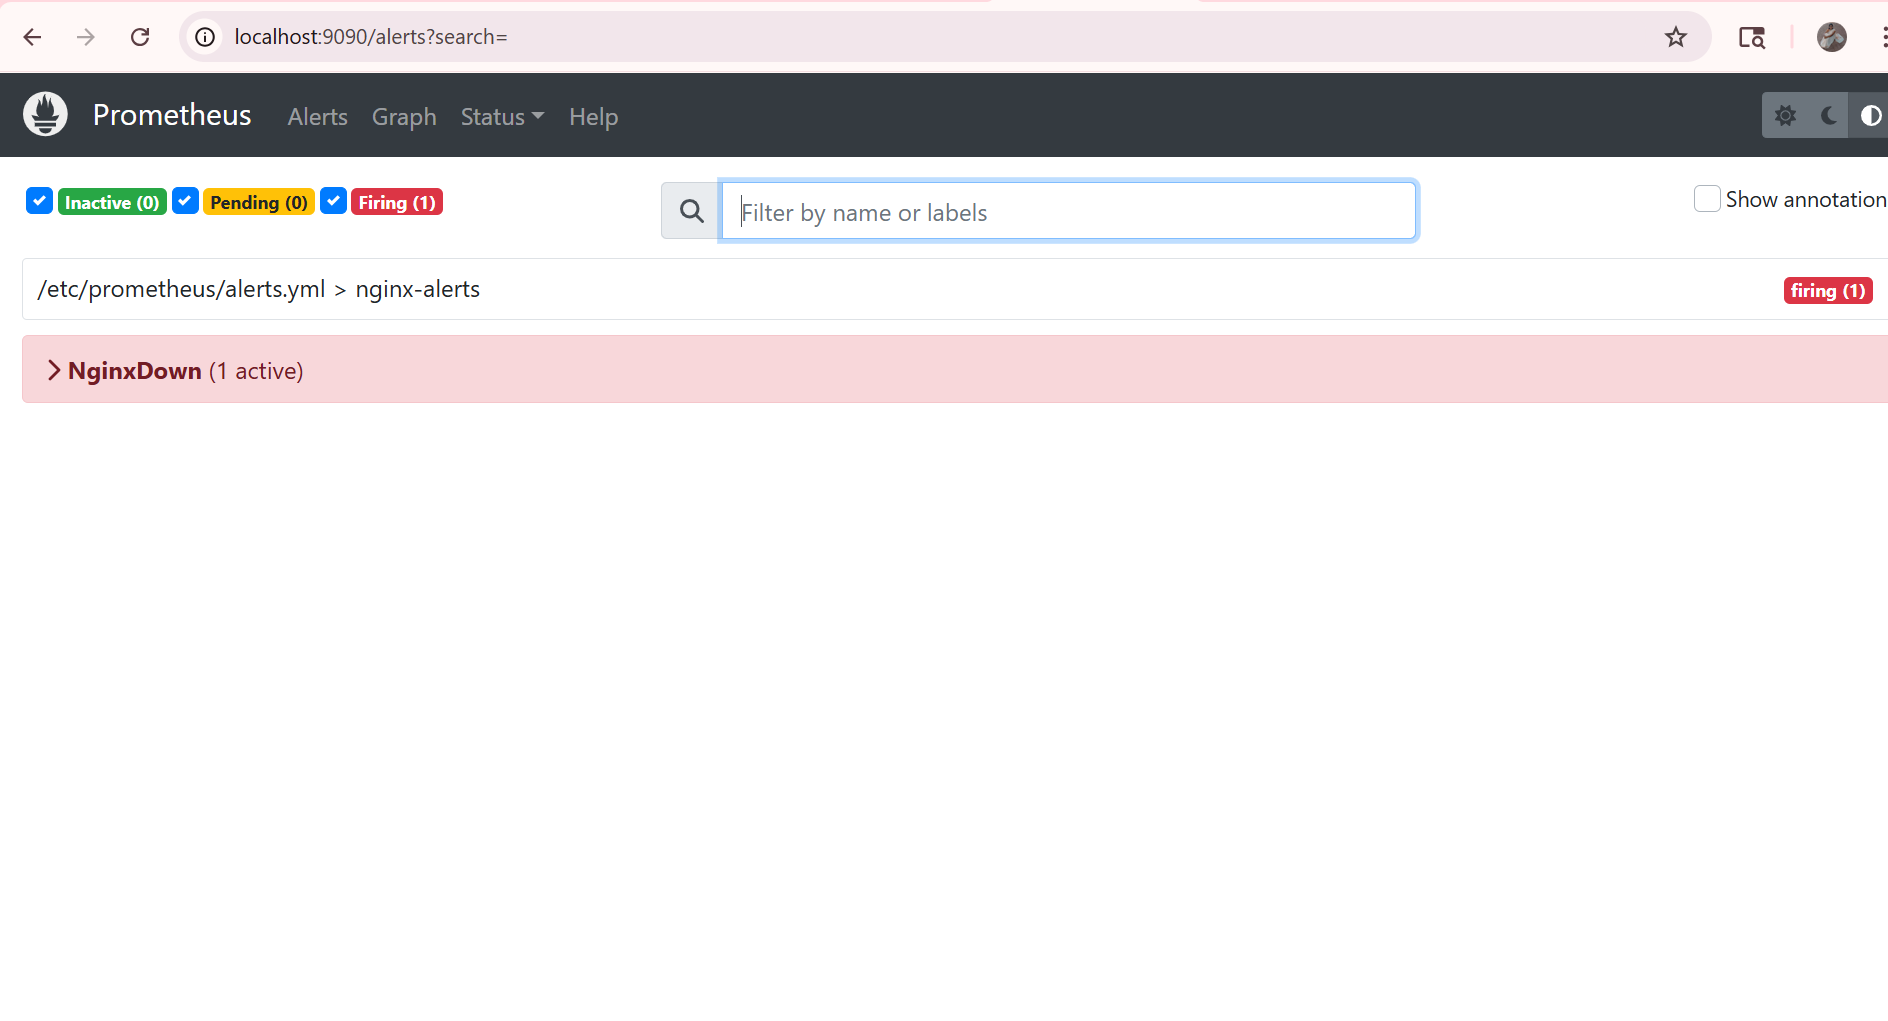 localhost:9090/alerts?search=
Prometheus Alerts Graph Status Help
Inactive (0) Pending (0) Firing (1) Filter by name or labels Show annotation
/etc/prometheus/alerts.yml > nginx-alerts firing (1)
NginxDown (1 active)